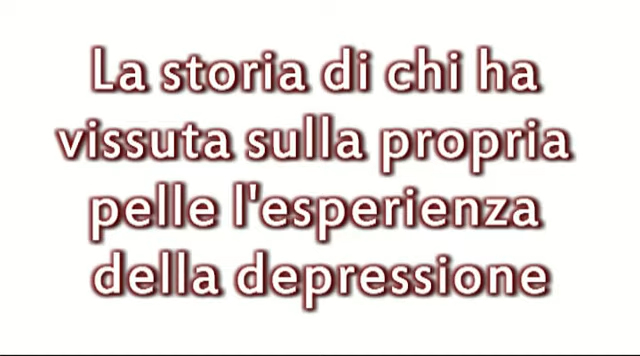 La storia di chi ha
vissuta sulla propria
pelle l'esperienza
della depressione